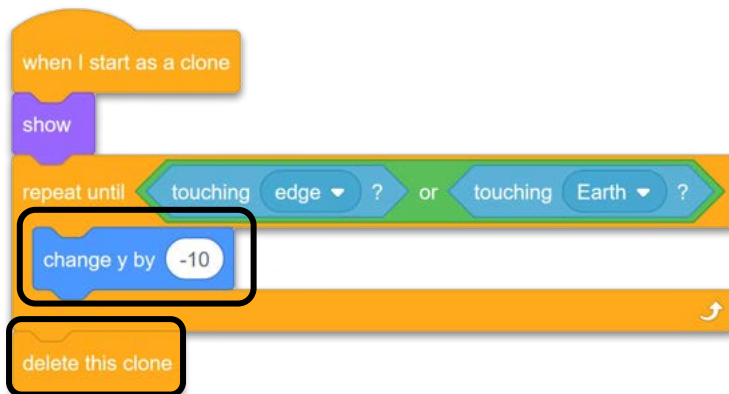 when I start as a clone
show
repeat until touching edge ? or touching Earth ?
change y by -10
delete this clone